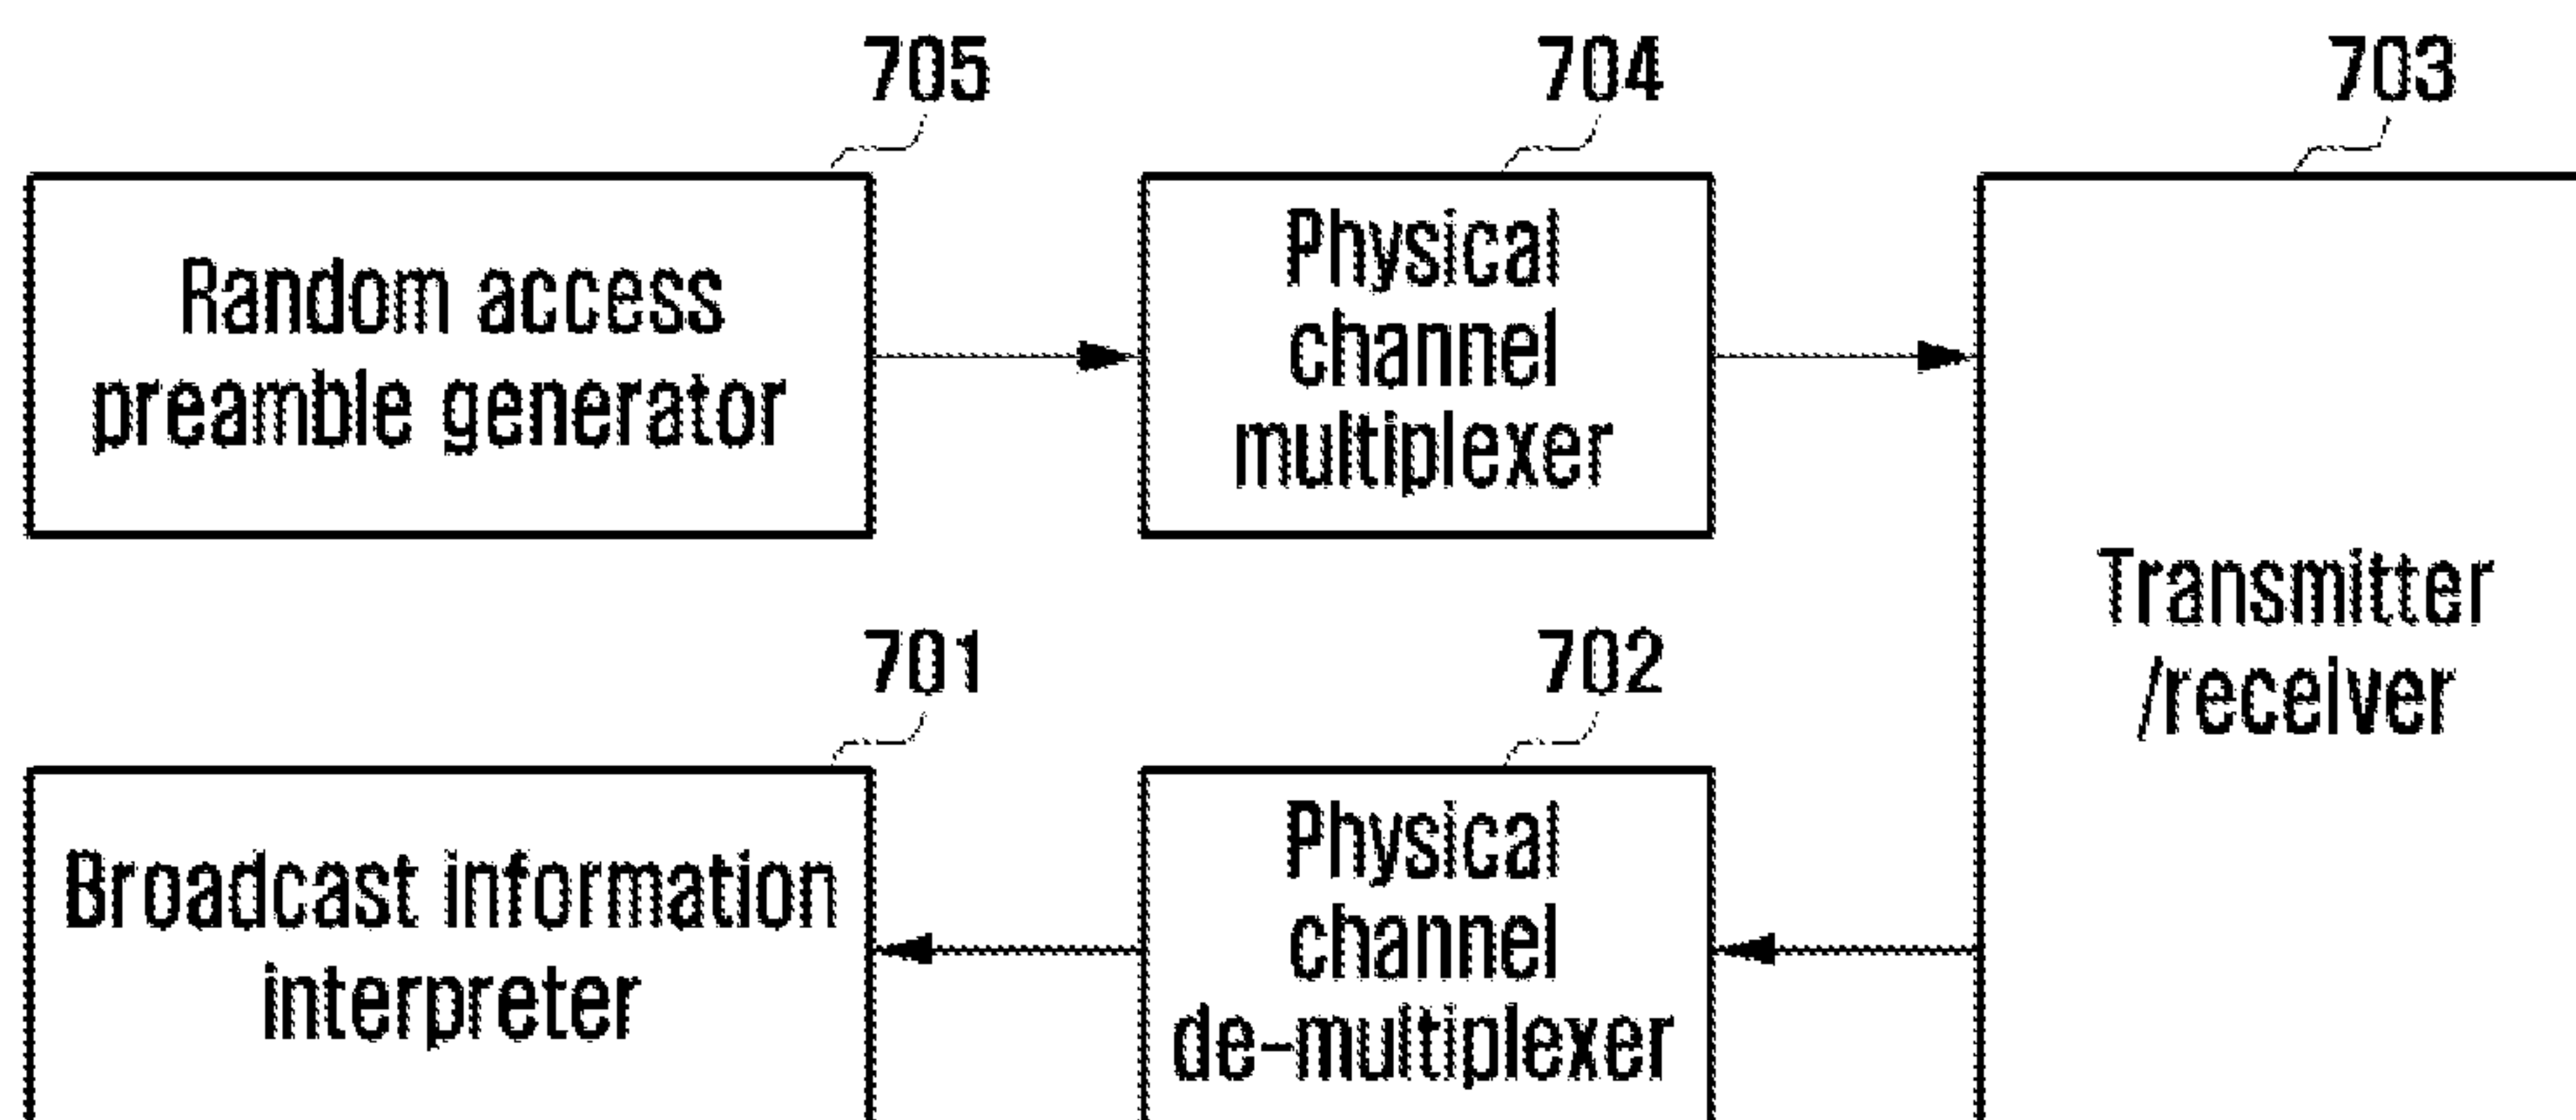 705
704
703
Random access
preamble generator
Physical
channel
multiplexer
Transmitter
/receiver
701
702
Broadcast information
interpreter
Physical
channel
de-multiplexer